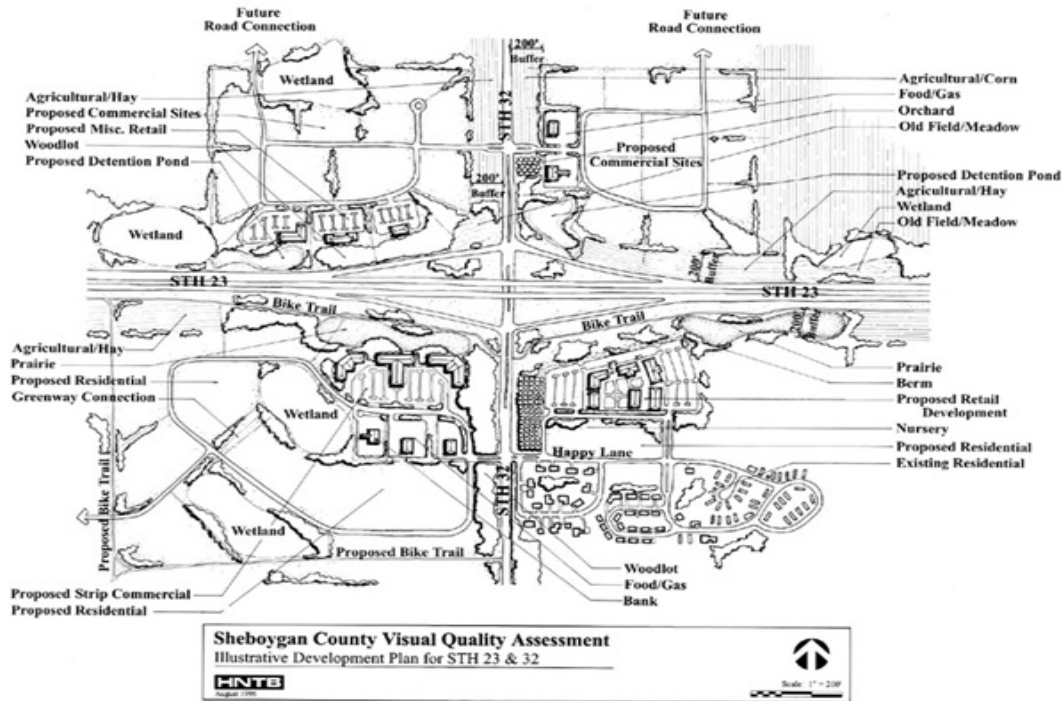 Future
Road Connection
Future
Road Connection
200'
Buffer
Wetland
STH 32
Agricultural/Hay
Proposed Commercial Sites
Proposed Misc. Retail
Woodlot
Proposed Detention Pond
Agricultural/Corn
Food/Gas
Orchard
Old Field/Meadow
Proposed
Commercial Sites
Proposed Detention Pond
Agricultural/Hay
Wetland
Old Field/Meadow
200'
Buffer
Wetland
200'
Buffer
STH 23
STH 23
Bike Trail
Bike Trail
200'
Buffer
Agricultural/Hay
Prairie
Proposed Residential
Greenway Connection
Wetland
Prairie
Berm
Proposed Retail
Development
Nursery
Proposed Residential
Existing Residential
Happy Lane
STH 32
Proposed Bike Trail
Wetland
Proposed Bike Trail
Proposed Strip Commercial
Proposed Residential
Woodlot
Food/Gas
Bank
Sheboygan County Visual Quality Assessment
Illustrative Development Plan for STH 23 & 32
HNTB
Scale: 1" = 200'